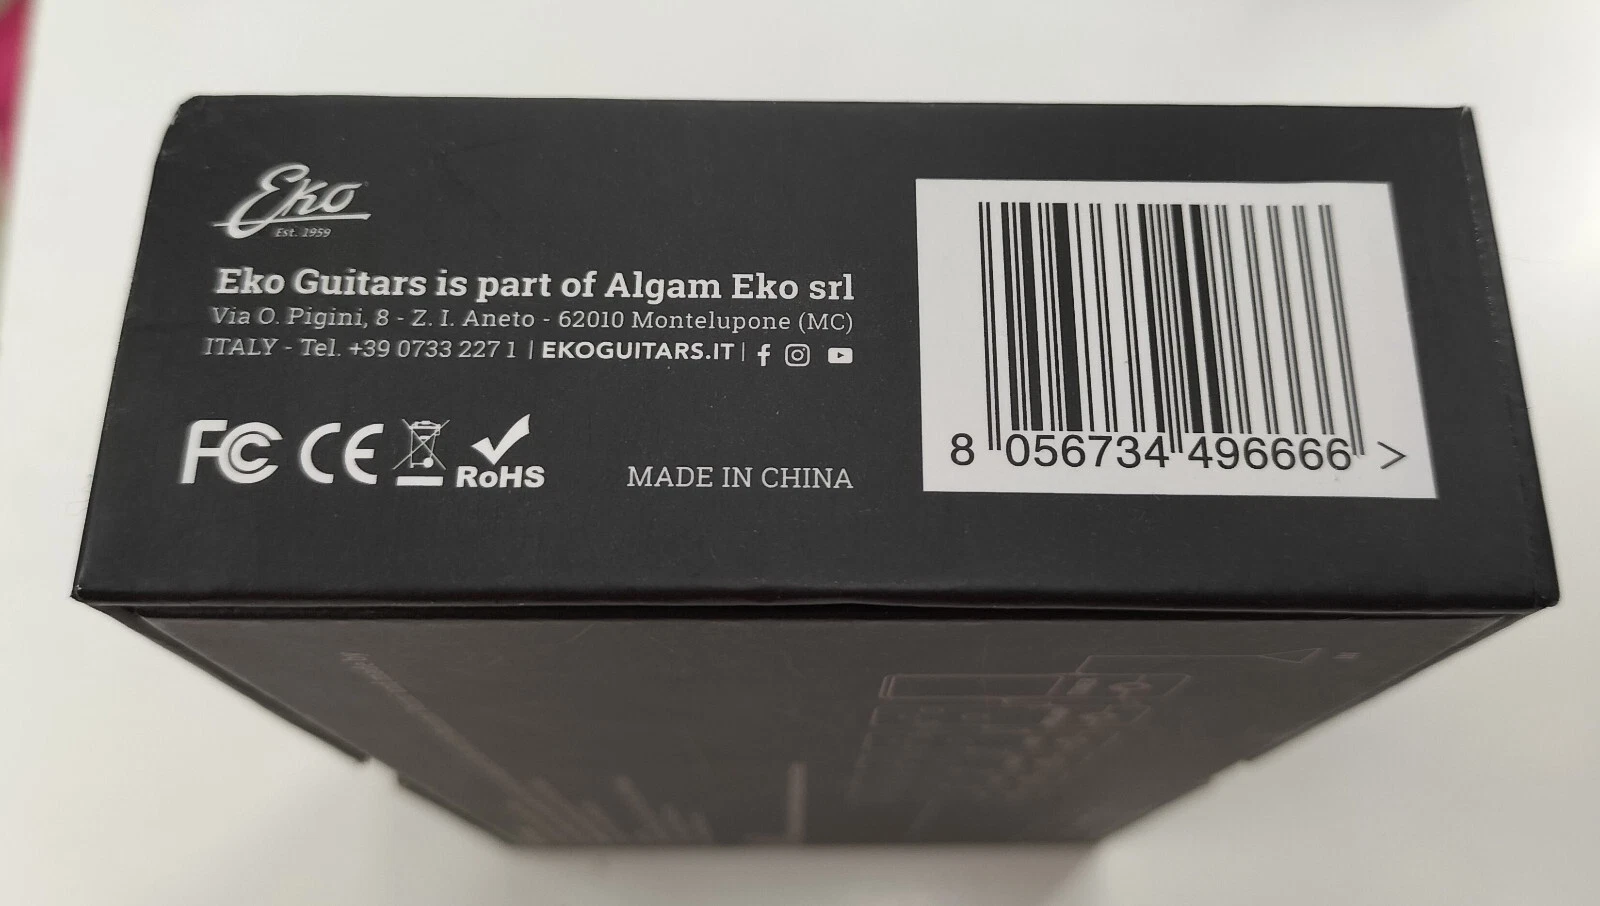 Eko
Est. 1959
Eko Guitars is part of Algam Eko srl
Via O. Pigini, 8 - Z. I. Aneto - 62010 Montelupone (MC)
ITALY - Tel. +39 0733 227 1 | EKOGUITARS.IT |
FC CE RoHS
MADE IN CHINA
8 056734 496666 >